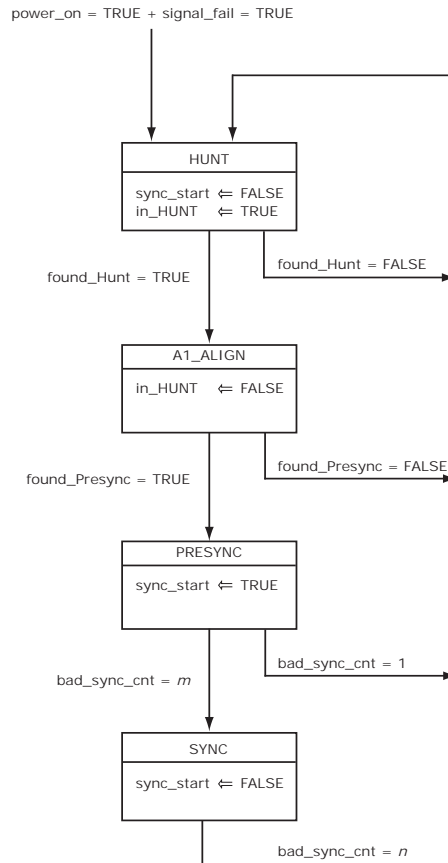 power_on = TRUE + signal_fail = TRUE
HUNT
sync_start ⇐ FALSE
in_HUNT ⇐ TRUE
found_Hunt = TRUE
found_Hunt = FALSE
A1_ALIGN
in_HUNT ⇐ FALSE
found_Presync = TRUE
found_Presync = FALSE
PRESYNC
sync_start ⇐ TRUE
bad_sync_cnt = m
bad_sync_cnt = 1
SYNC
sync_start ⇐ FALSE
bad_sync_cnt = n